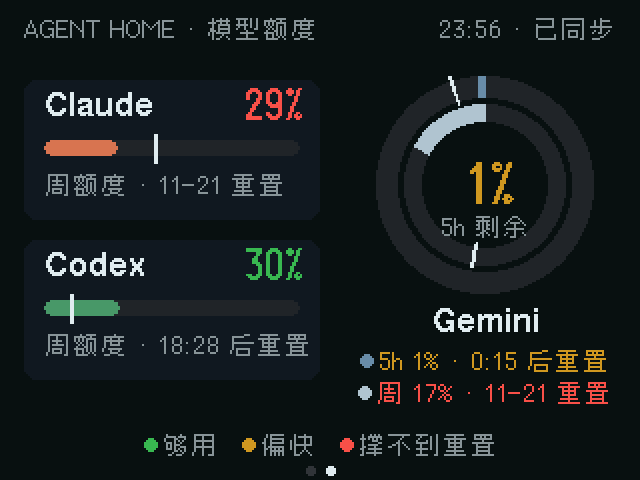 AGENT HOME · 模型额度
23:56 · 已同步
Claude 29%
周额度 · 11-21 重置
Codex 30%
周额度 · 18:28 后重置
1%
5h 剩余
Gemini
5h 1% · 0:15 后重置
周 17% · 11-21 重置
够用 偏快 撑不到重置